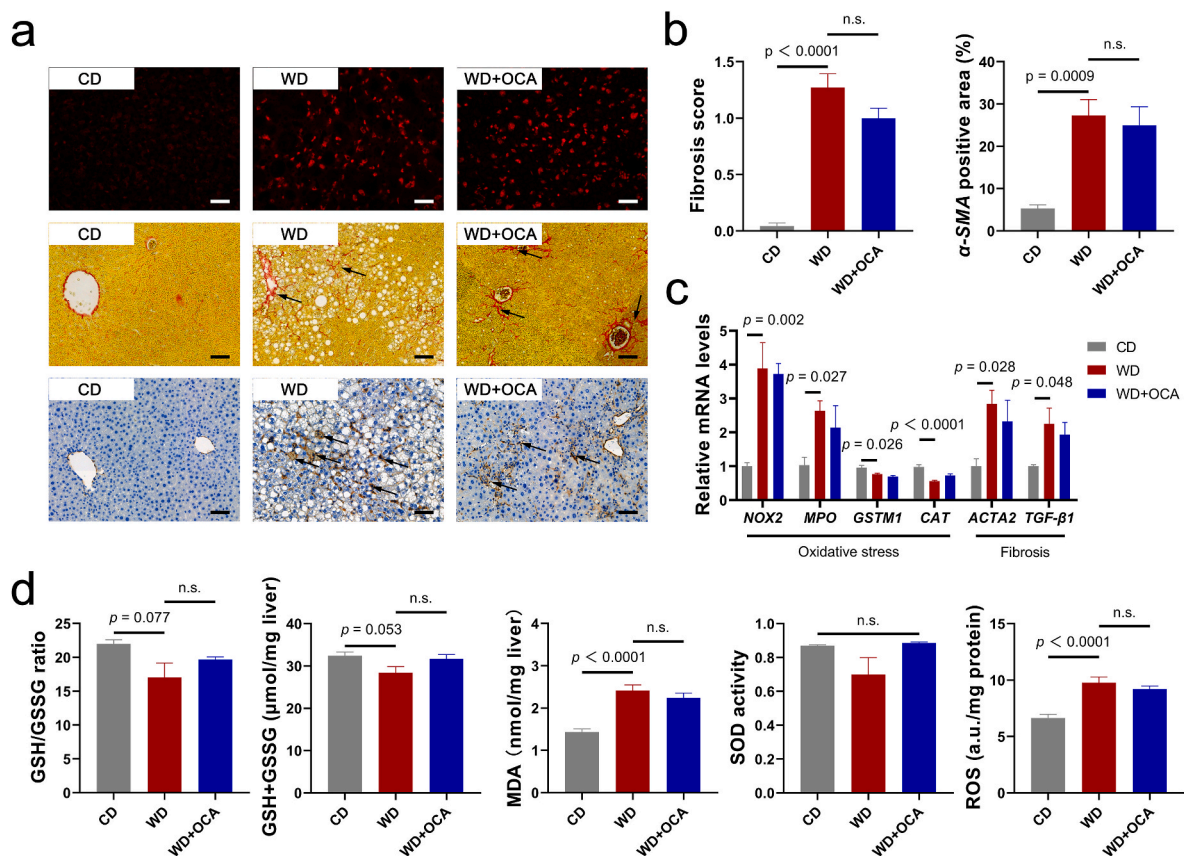 a
CD
WD
WD+OCA
CD
WD
WD+OCA
CD
WD
WD+OCA
b
Fibrosis score
1.5
1.0
0.5
0.0
p < 0.0001
n.s.
CD
WD
WD+OCA
α-SMA positive area (%)
40
30
20
10
0
p = 0.0009
n.s.
CD
WD
WD+OCA
c
Relative mRNA levels
5
4
3
2
1
0
p = 0.002
p = 0.027
p = 0.026
p < 0.0001
p = 0.028
p = 0.048
NOX2
MPO
GSTM1
CAT
ACTA2
TGF-β1
Oxidative stress
Fibrosis
CD
WD
WD+OCA
d
GSH/GSSG ratio
25
20
15
10
5
0
p = 0.077
n.s.
CD
WD
WD+OCA
GSH+GSSG (μmol/mg liver)
40
30
20
10
0
p = 0.053
n.s.
CD
WD
WD+OCA
MDA (nmol/mg liver)
4
3
2
1
0
p < 0.0001
n.s.
CD
WD
WD+OCA
SOD activity
1.0
0.8
0.6
0.4
0.2
0.0
n.s.
CD
WD
WD+OCA
ROS (a.u./mg protein)
15
10
5
0
p < 0.0001
n.s.
CD
WD
WD+OCA